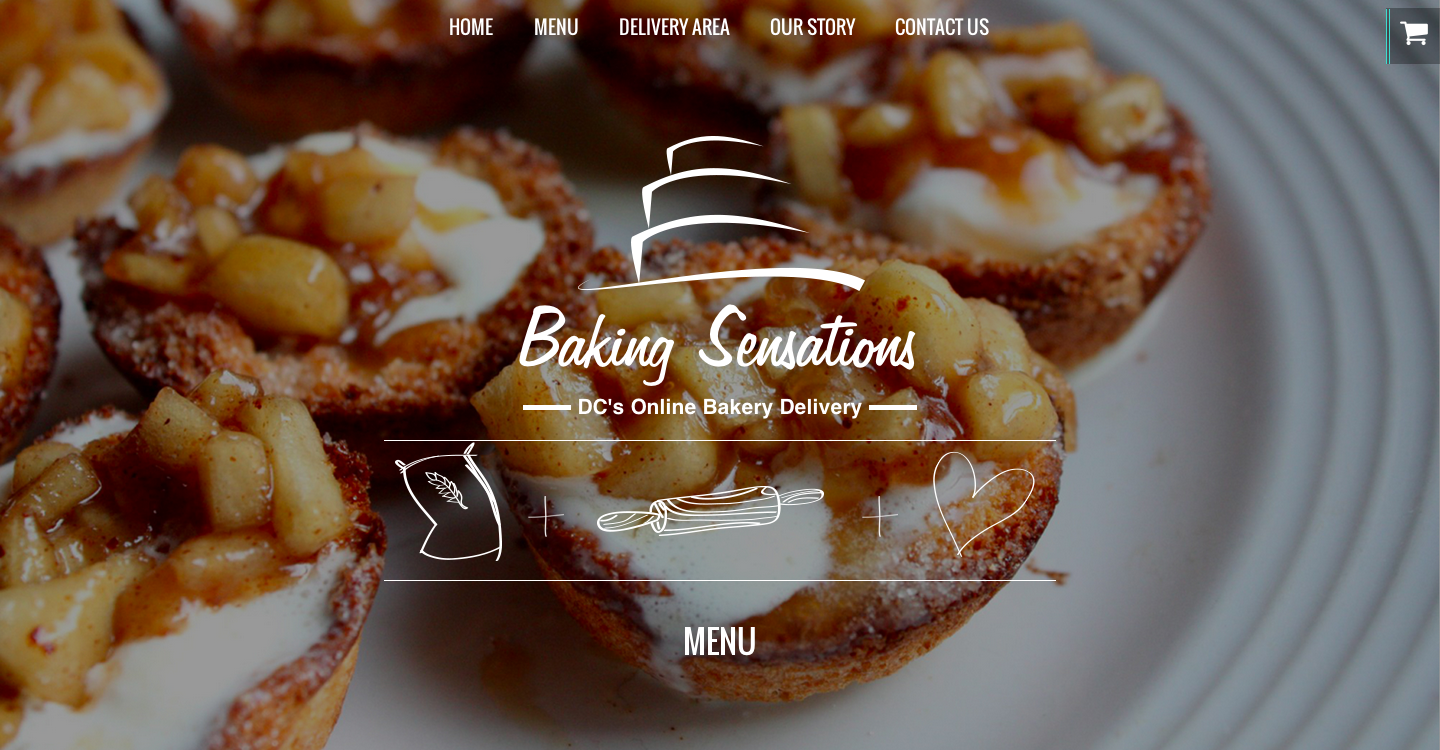 HOME MENU DELIVERY AREA OUR STORY CONTACT US
Baking Sensations
DC's Online Bakery Delivery
MENU